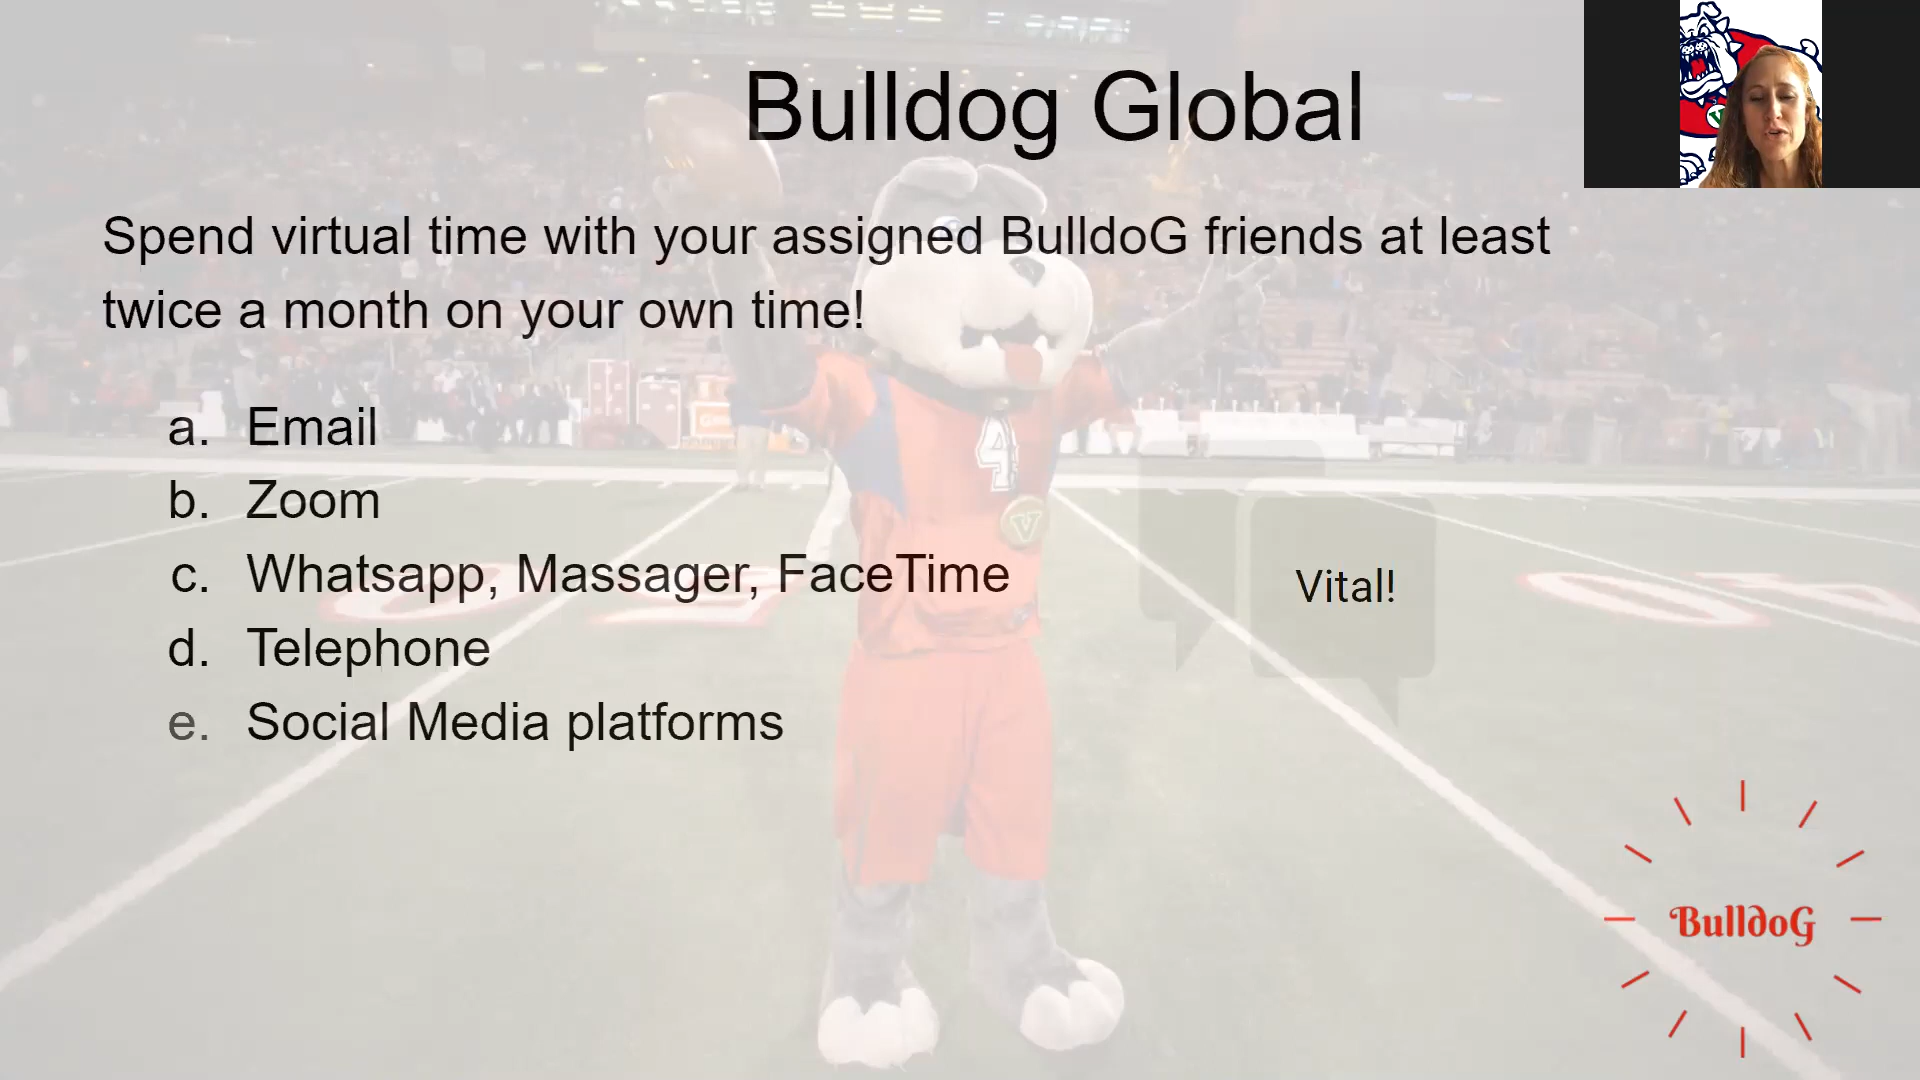 Bulldog Global
Spend virtual time with your assigned BulldoG friends at least
twice a month on your own time!
a. Email
b. Zoom
c. Whatsapp, Massager, FaceTime
d. Telephone
e. Social Media platforms
Vital!
BulldoG
4
V